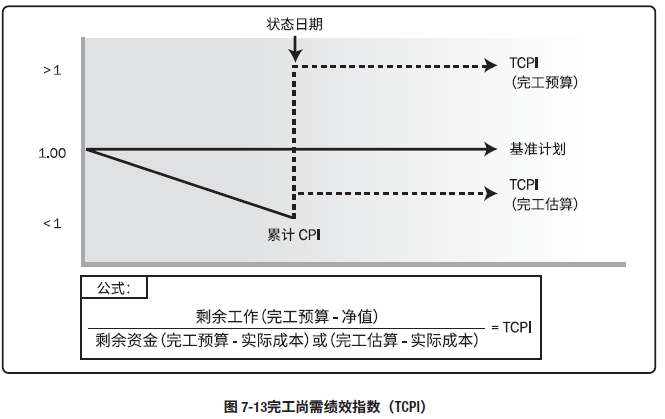 状态日期
>1
TCPI
(完工预算)
1.00
基准计划
TCPI
(完工估算)
<1
累计 CPI
公式:
剩余工作(完工预算 - 净值)
剩余资金(完工预算 - 实际成本)或(完工估算 - 实际成本)
= TCPI
图 7-13完工尚需绩效指数（TCPI）